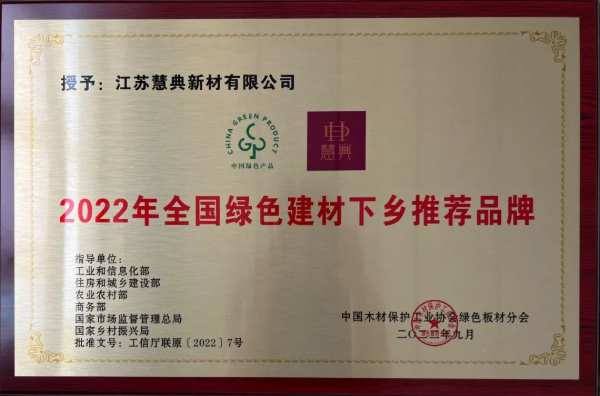 授予：江苏慧典新材有限公司
CHINA GREEN PRODUCT
中国绿色产品
慧典
2022年全国绿色建材下乡推荐品牌
指导单位：
工业和信息化部
住房和城乡建设部
农业农村部
商务部
国家市场监督管理总局
国家乡村振兴局
批准文号：工信厅联原〔2022〕7号
中国木材保护工业协会绿色板材分会
二〇二二年九月